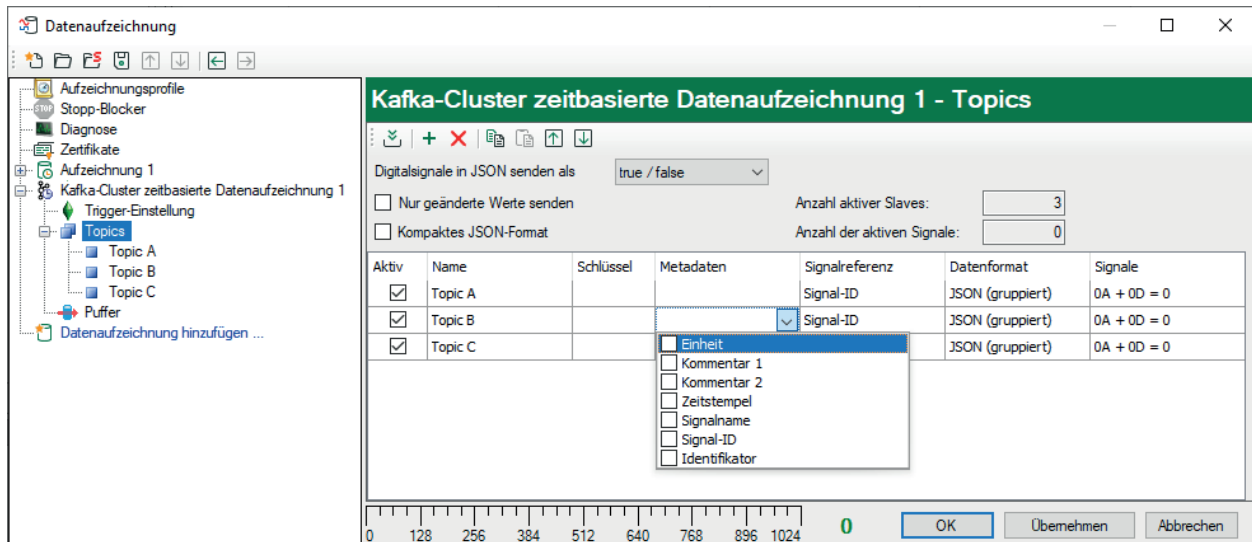 Datenaufzeichnung
Aufzeichnungsprofile
STOP Stopp-Blocker
Diagnose
Zertifikate
Aufzeichnung 1
Kafka-Cluster zeitbasierte Datenaufzeichnung 1
Trigger-Einstellung
Topics
Topic A
Topic B
Topic C
Puffer
Datenaufzeichnung hinzufügen ...
Kafka-Cluster zeitbasierte Datenaufzeichnung 1 - Topics
Digitalsignale in JSON senden als true / false
Nur geänderte Werte senden Anzahl aktiver Slaves: 3
Kompaktes JSON-Format Anzahl der aktiven Signale: 0
Aktiv Name Schlüssel Metadaten Signalreferenz Datenformat Signale
Topic A Signal-ID JSON (gruppiert) 0A + 0D = 0
Topic B Signal-ID JSON (gruppiert) 0A + 0D = 0
Topic C JSON (gruppiert) 0A + 0D = 0
Einheit
Kommentar 1
Kommentar 2
Zeitstempel
Signalname
Signal-ID
Identifikator
0 128 256 384 512 640 768 896 1024 0 OK Übernehmen Abbrechen